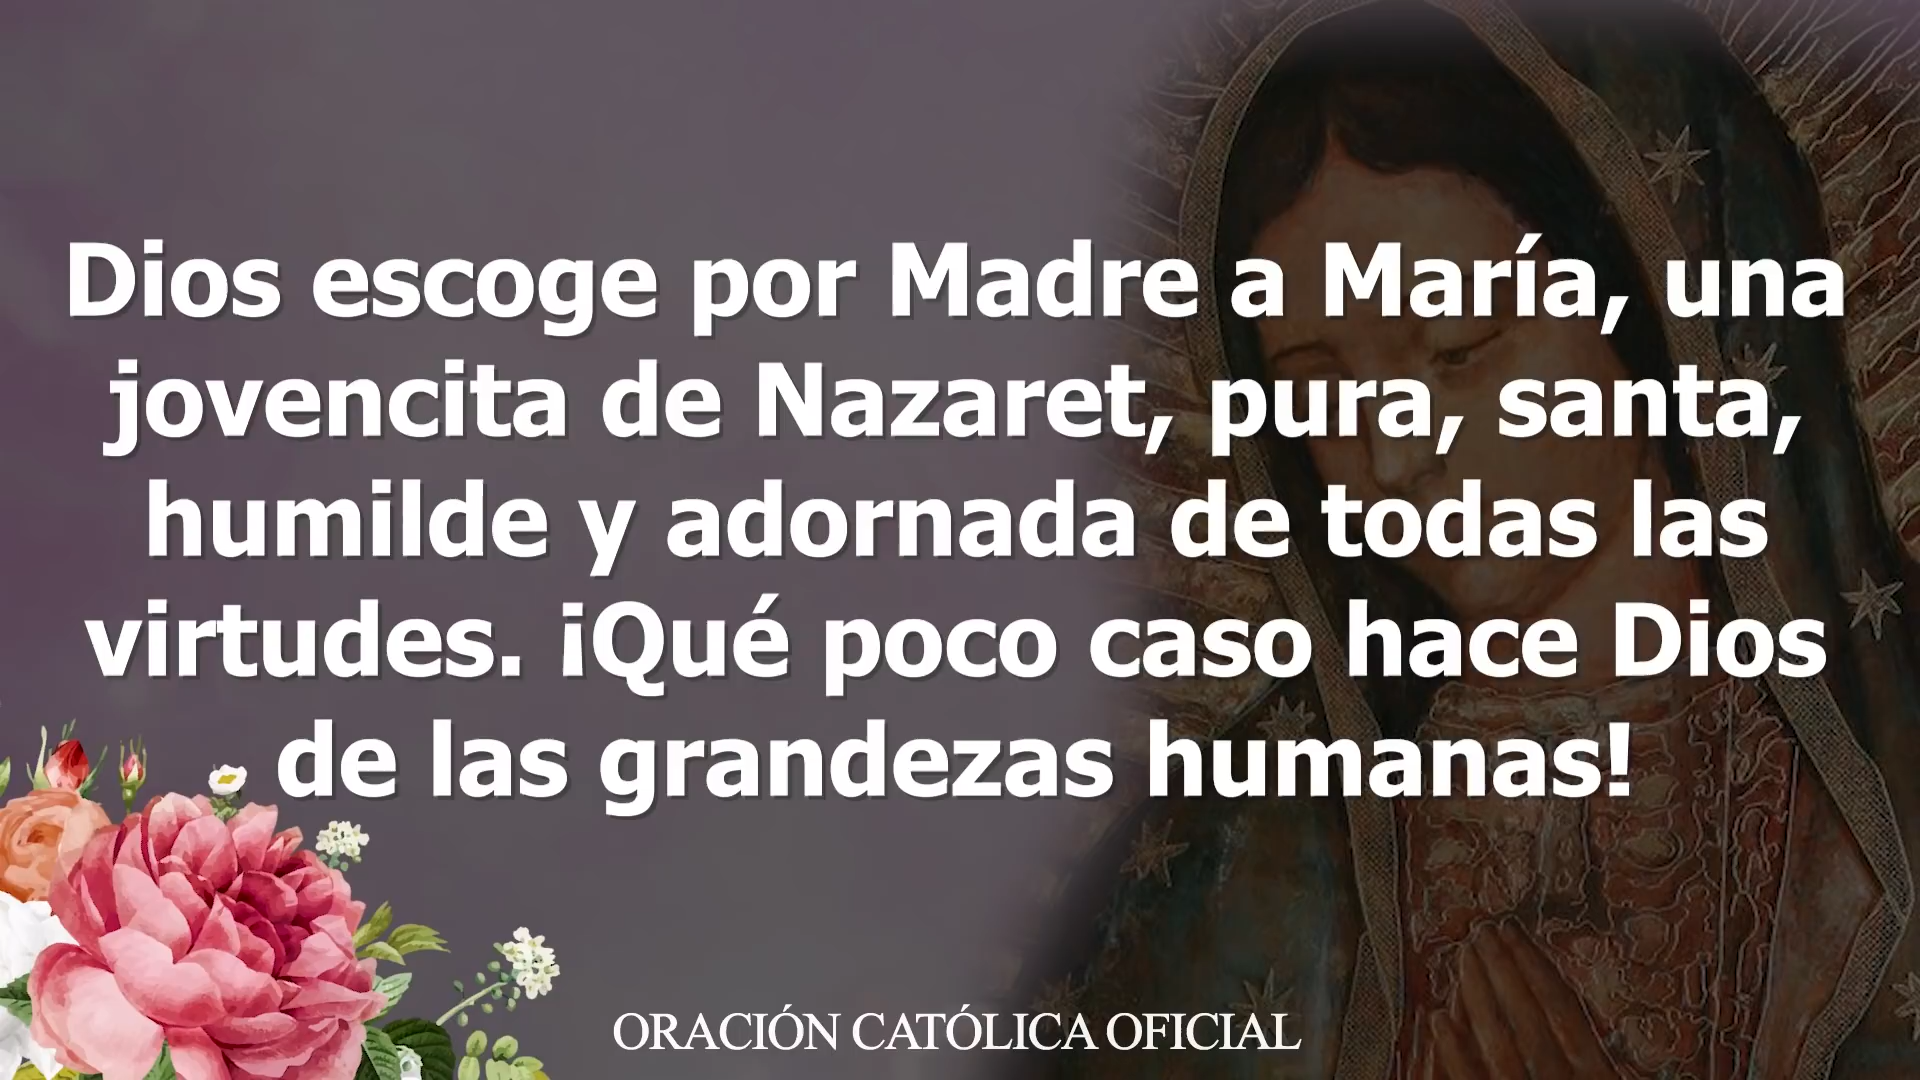 Dios escoge por Madre a María, una
jovencita de Nazaret, pura, santa,
humilde y adornada de todas las
virtudes. ¡Qué poco caso hace Dios
de las grandezas humanas!
ORACIÓN CATÓLICA OFICIAL